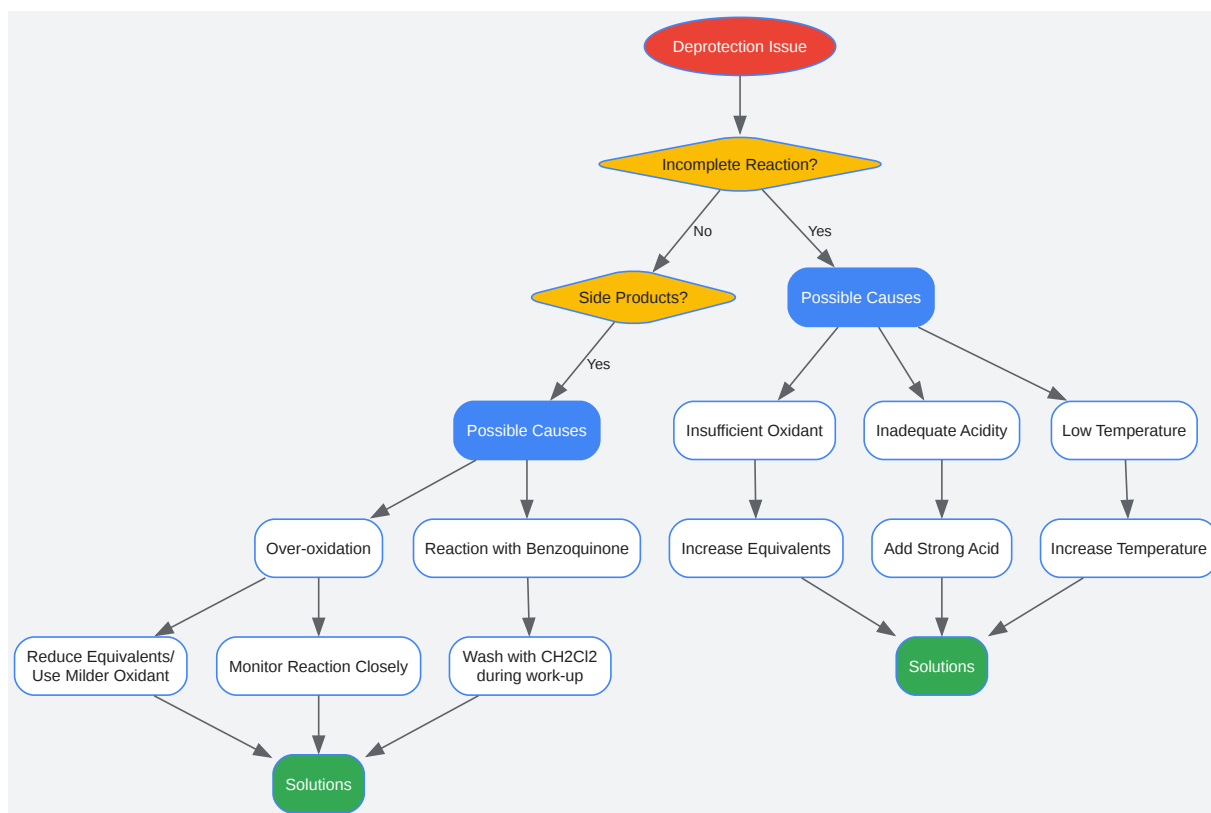 Deprotection Issue
Incomplete Reaction?
No
Yes
Side Products?
Possible Causes
Yes
Possible Causes
Insufficient Oxidant
Inadequate Acidity
Low Temperature
Over-oxidation
Reaction with Benzoquinone
Increase Equivalents
Add Strong Acid
Increase Temperature
Reduce Equivalents/
Use Milder Oxidant
Monitor Reaction Closely
Wash with CH2Cl2
during work-up
Solutions
Solutions